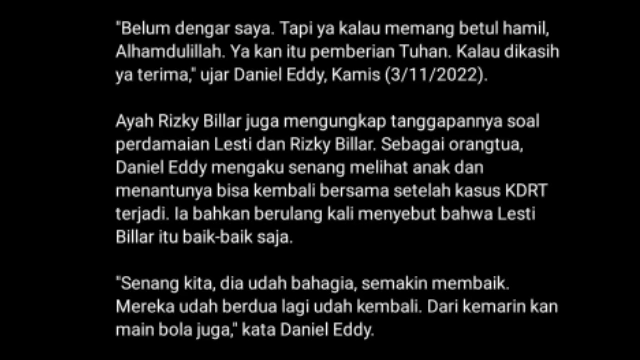 "Belum dengar saya. Tapi ya kalau memang betul hamil,
Alhamdulillah. Ya kan itu pemberian Tuhan. Kalau dikasih
ya terima," ujar Daniel Eddy, Kamis (3/11/2022).
Ayah Rizky Billar juga mengungkap tanggapannya soal
perdamaian Lesti dan Rizky Billar. Sebagai orangtua,
Daniel Eddy mengaku senang melihat anak dan
menantunya bisa kembali bersama setelah kasus KDRT
terjadi. Ia bahkan berulang kali menyebut bahwa Lesti
Billar itu baik-baik saja.
"Senang kita, dia udah bahagia, semakin membaik.
Mereka udah berdua lagi udah kembali. Dari kemarin kan
main bola juga," kata Daniel Eddy.